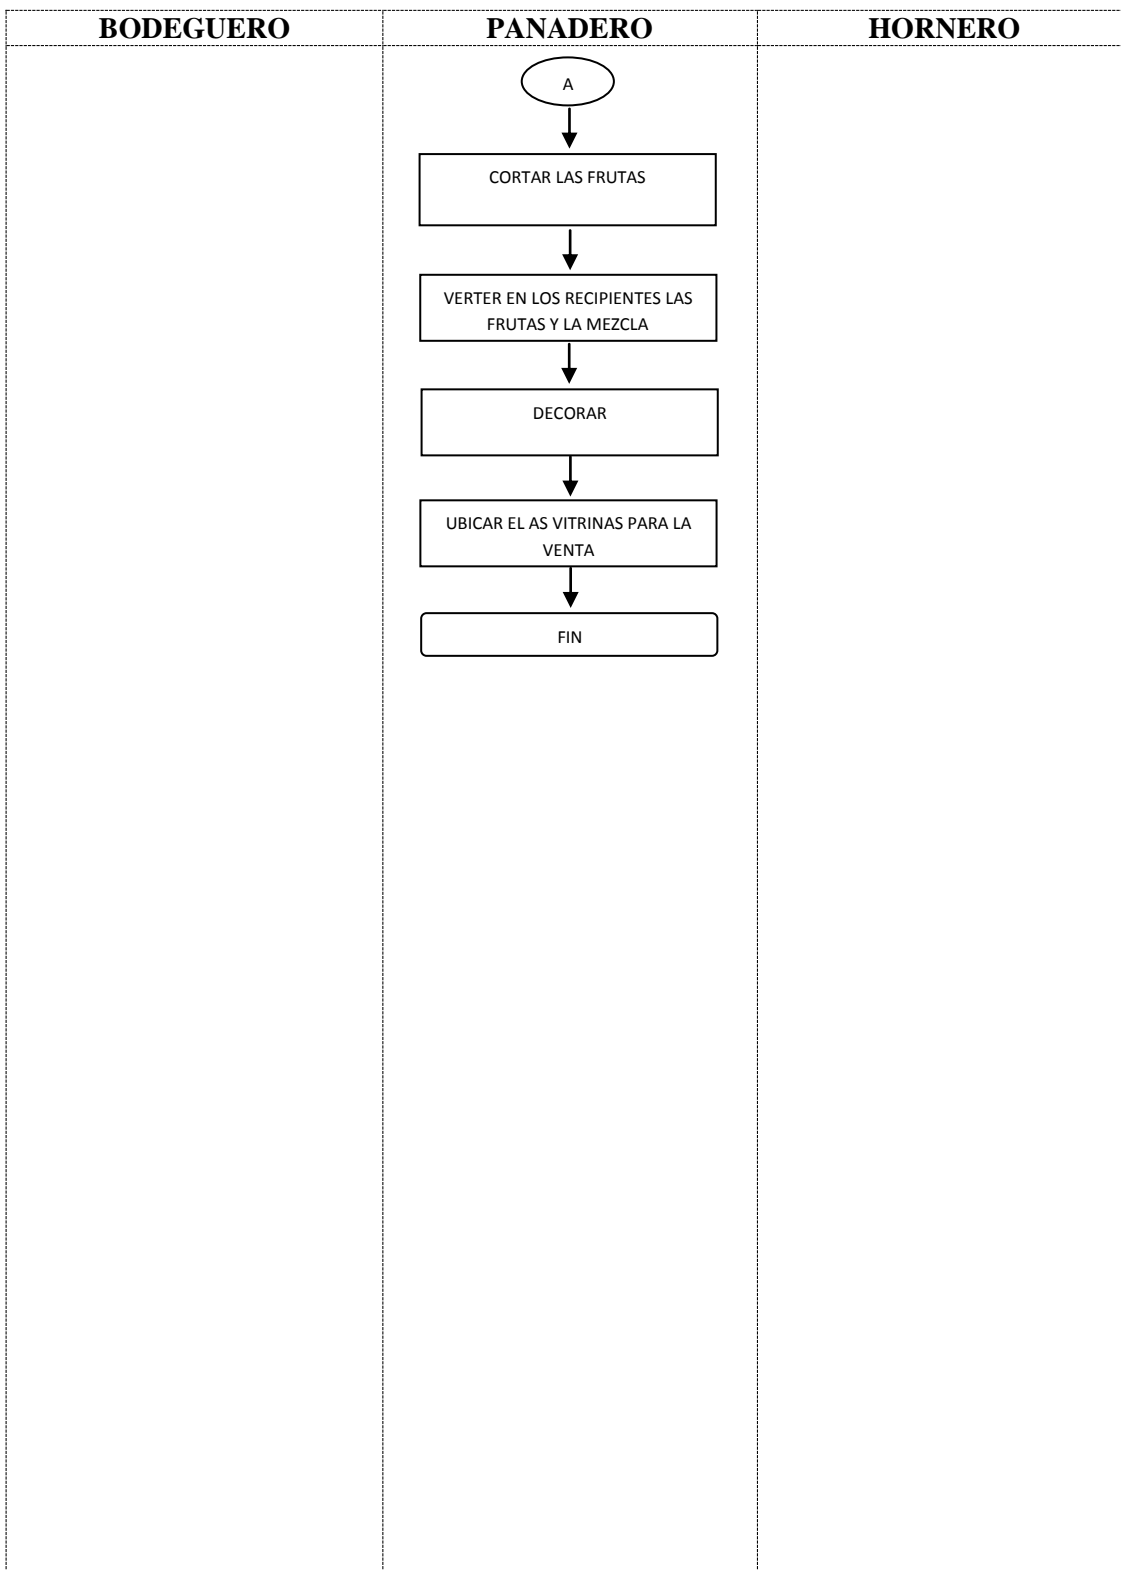 BODEGUERO PANADERO HORNERO
A
CORTAR LAS FRUTAS
VERTER EN LOS RECIPIENTES LAS
FRUTAS Y LA MEZCLA
DECORAR
UBICAR EL AS VITRINAS PARA LA
VENTA
FIN